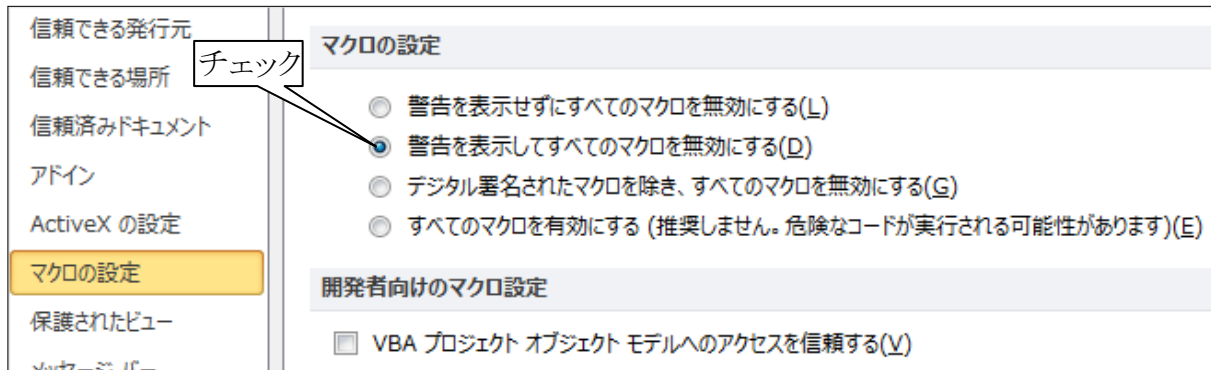 信頼できる発行元
信頼できる場所
信頼済みドキュメント
アドイン
ActiveX の設定
マクロの設定
保護されたビュー
メッセージ バー
チェック
マクロの設定
警告を表示せずにすべてのマクロを無効にする(L)
警告を表示してすべてのマクロを無効にする(D)
デジタル署名されたマクロを除き、すべてのマクロを無効にする(G)
すべてのマクロを有効にする (推奨しません。危険なコードが実行される可能性があります)(E)
開発者向けのマクロ設定
VBA プロジェクト オブジェクト モデルへのアクセスを信頼する(V)